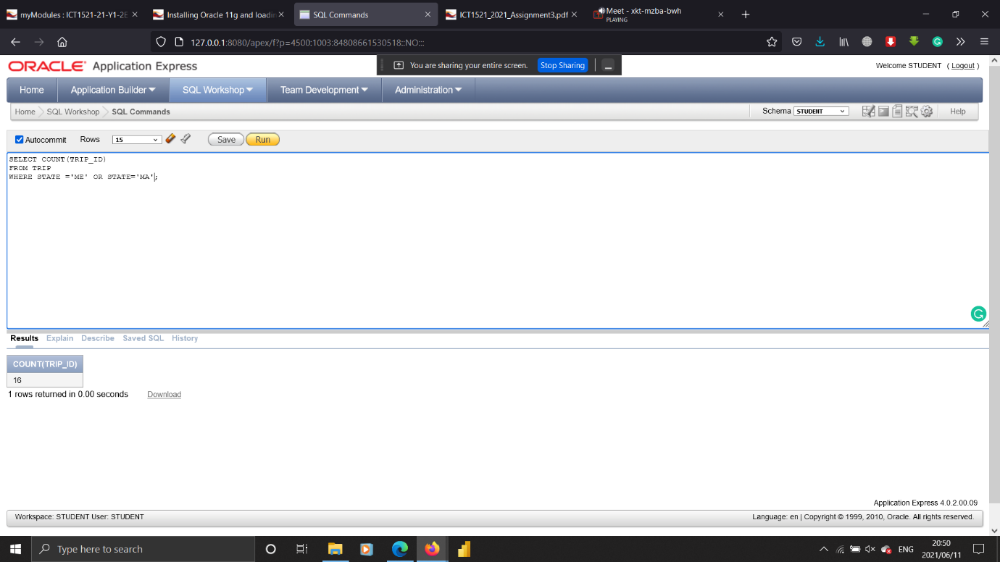 myModules : ICT1521-21-Y1-2E
Installing Oracle 11g and loadin
SQL Commands
ICT1521_2021_Assignment3.pdf
Meet - xkt-mzba-bwh
PLAYING
127.0.0.1:8080/apex/f?p=4500:1003:84808661530518::NO:::
ORACLE Application Express
You are sharing your entire screen. Stop Sharing
Welcome STUDENT ( Logout )
Home Application Builder SQL Workshop Team Development Administration
Home SQL Workshop SQL Commands
Schema STUDENT Help
Autocommit Rows 15 Save Run
SELECT COUNT(TRIP_ID)
FROM TRIP
WHERE STATE ='ME' OR STATE='MA';
Results Explain Describe Saved SQL History
COUNT(TRIP_ID)
16
1 rows returned in 0.00 seconds Download
Application Express 4.0.2.00.09
Workspace: STUDENT User: STUDENT
Language: en | Copyright © 1999, 2010, Oracle. All rights reserved.
Type here to search
ENG
20:50
2021/06/11